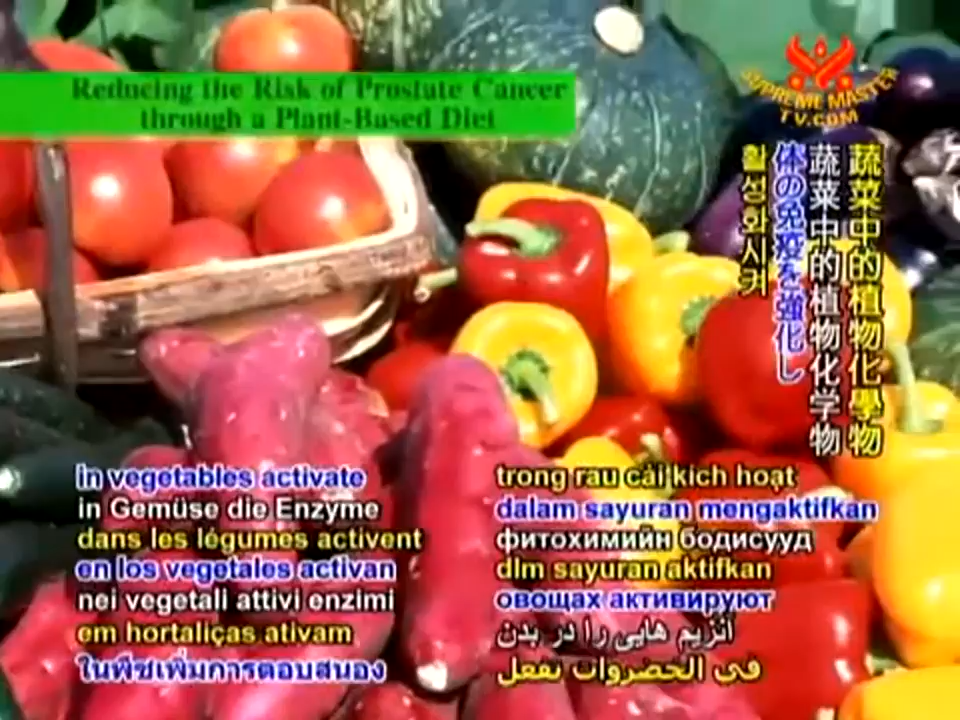 Reducing the Risk of Prostate Cancer
through a Plant-Based Diet
SUPREME MASTER
TV.COM
蔬菜中的植物化學物
蔬菜中的植物化学物
体の免疫を強化し
활성화시켜
in vegetables activate
in Gemüse die Enzyme
dans les légumes activent
en los vegetales activan
nei vegetali attivi enzimi
em hortaliças ativam
ในพืชเพิ่มการตอบสนอง
trong rau cải kích hoạt
dalam sayuran mengaktifkan
фитохимийн бодисууд
dlm sayuran aktifkan
овощах активируют
آنزیم هایی را در بدن
في الخضروات تفعل